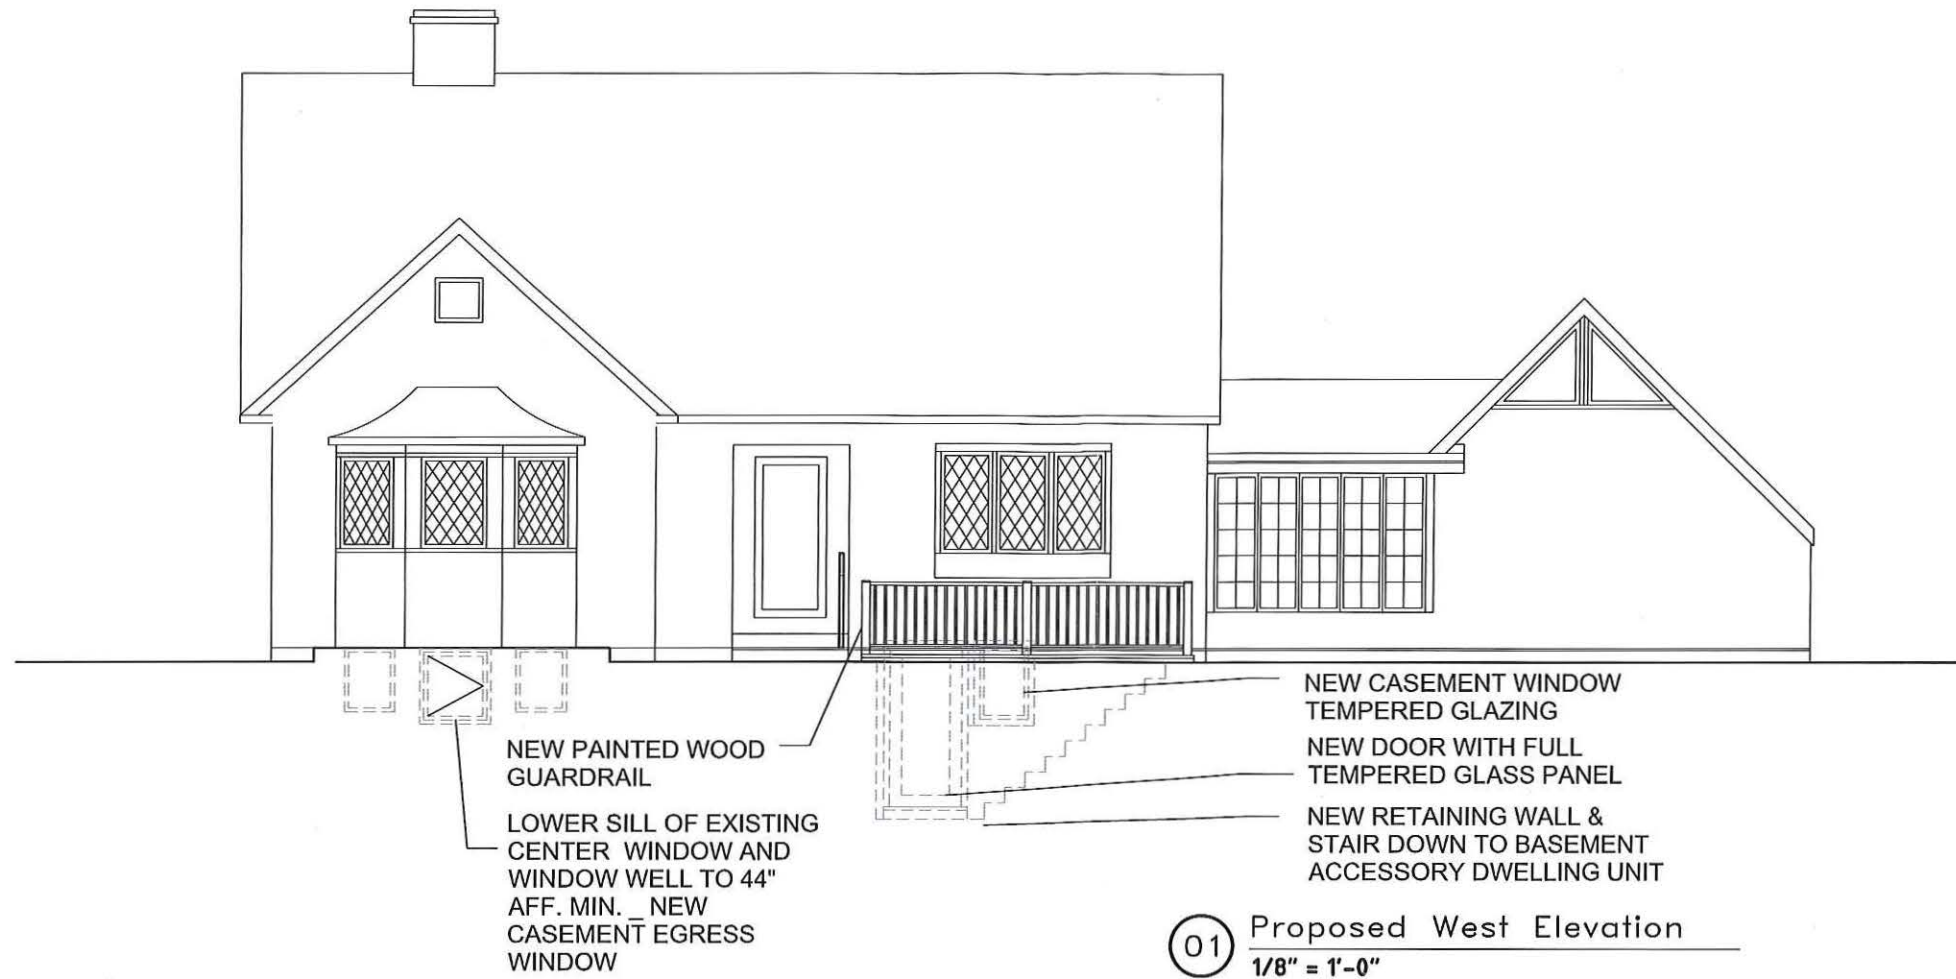 NEW PAINTED WOOD
GUARDRAIL
LOWER SILL OF EXISTING
CENTER WINDOW AND
WINDOW WELL TO 44"
AFF. MIN. _ NEW
CASEMENT EGRESS
WINDOW
NEW CASEMENT WINDOW
TEMPERED GLAZING
NEW DOOR WITH FULL
TEMPERED GLASS PANEL
NEW RETAINING WALL &
STAIR DOWN TO BASEMENT
ACCESSORY DWELLING UNIT
01 Proposed West Elevation
1/8" = 1'-0"